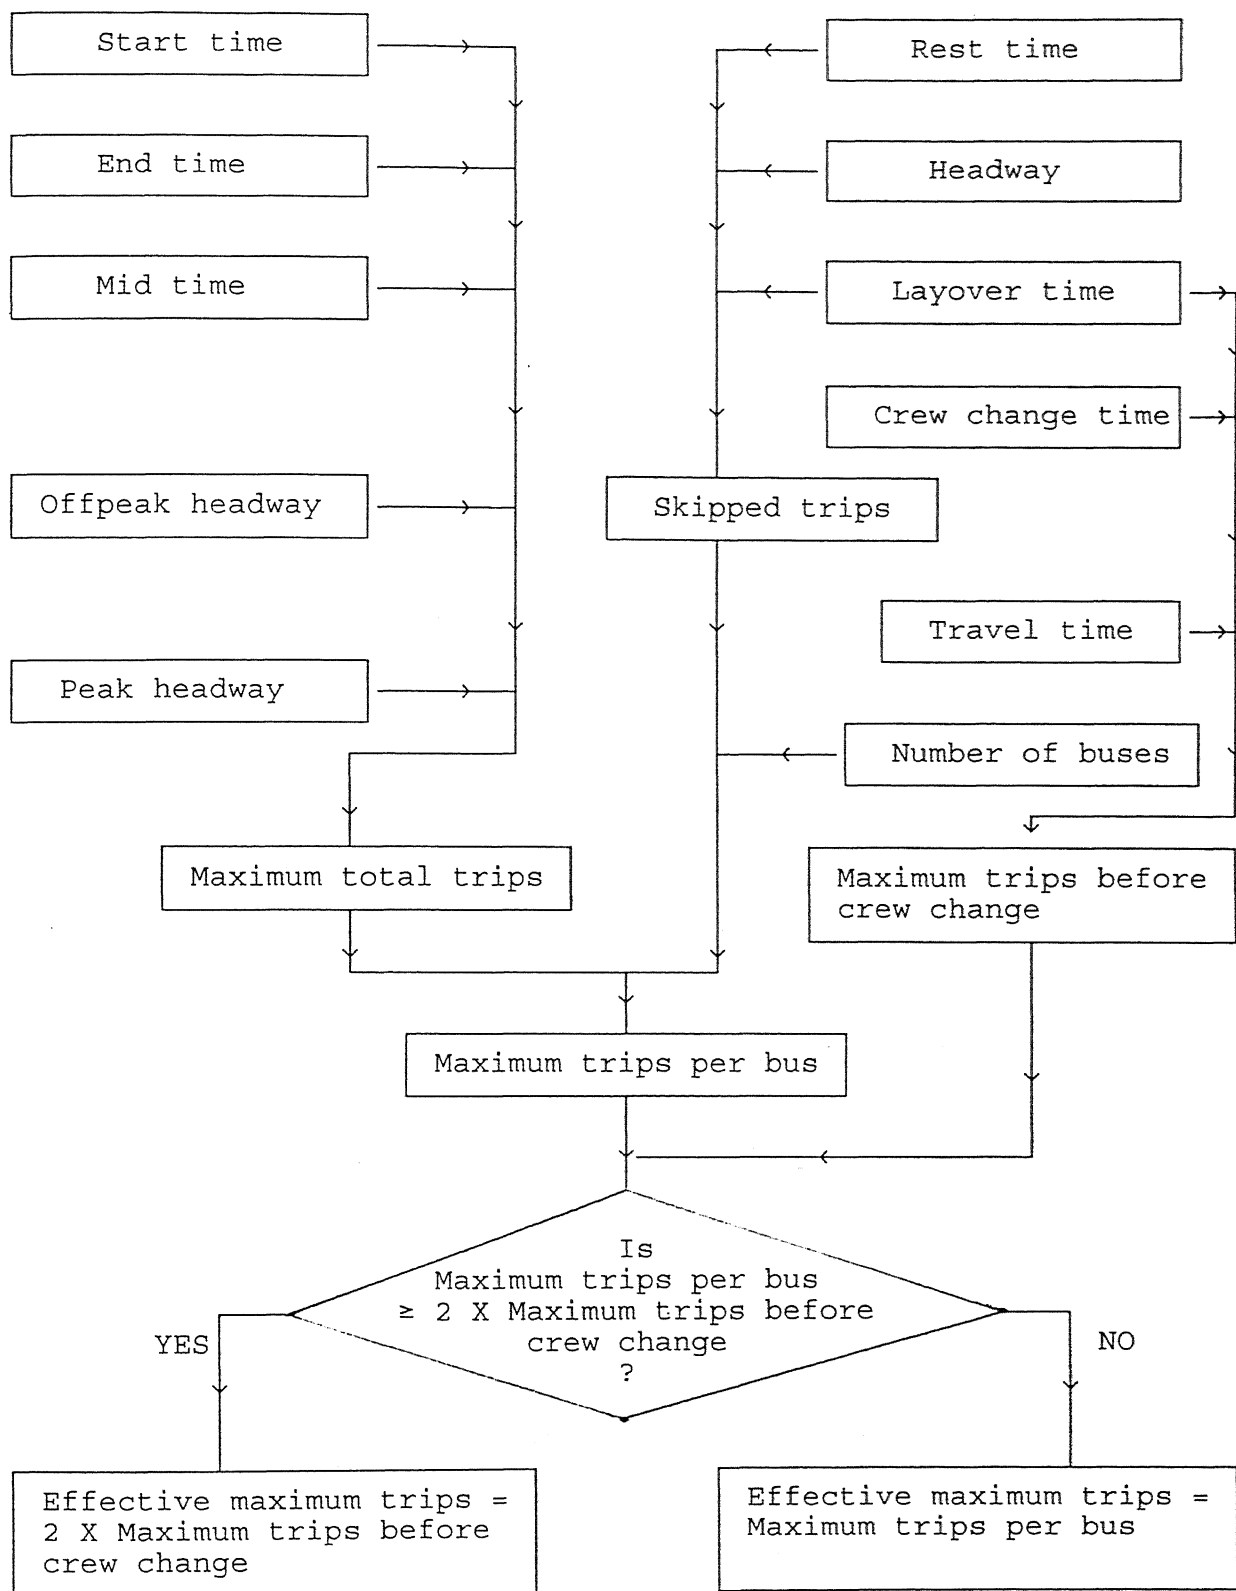 Start time
Rest time
End time
Headway
Mid time
Layover time
Crew change time
Offpeak headway
Skipped trips
Travel time
Peak headway
Number of buses
Maximum total trips
Maximum trips before
crew change
Maximum trips per bus
Is
Maximum trips per bus
≥ 2 X Maximum trips before
crew change
?
YES
NO
Effective maximum trips =
2 X Maximum trips before
crew change
Effective maximum trips =
Maximum trips per bus